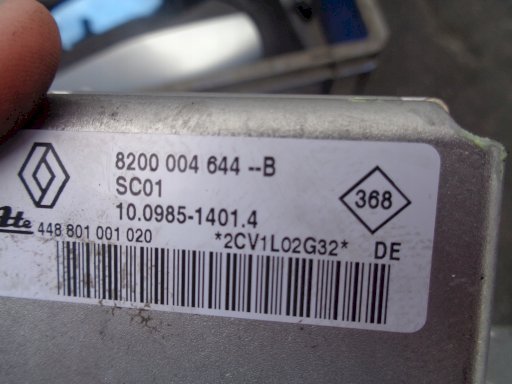 8200 004 644 --B
SC01
368
10.0985-1401.4
Ate 448 801 001 020 *2CV1L02G32* DE